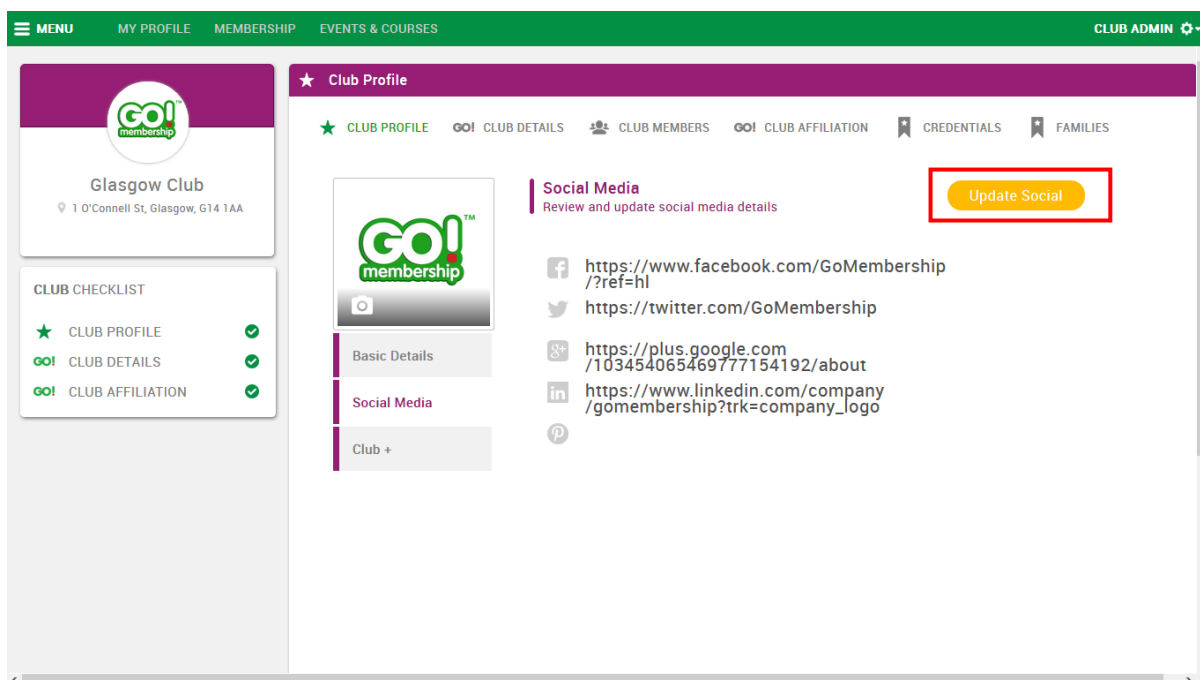 MENU MY PROFILE MEMBERSHIP EVENTS & COURSES CLUB ADMIN
GO!™
membership
Glasgow Club
1 O'Connell St, Glasgow, G14 1AA
CLUB CHECKLIST
CLUB PROFILE
GO! CLUB DETAILS
GO! CLUB AFFILIATION
Club Profile
CLUB PROFILE GO! CLUB DETAILS CLUB MEMBERS GO! CLUB AFFILIATION CREDENTIALS FAMILIES
GO!™
membership
Basic Details
Social Media
Club +
Social Media
Review and update social media details
Update Social
f https://www.facebook.com/GoMembership
/?ref=hl
https://twitter.com/GoMembership
g+ https://plus.google.com
/103454065469777154192/about
in https://www.linkedin.com/company
/gomembership?trk=company_logo